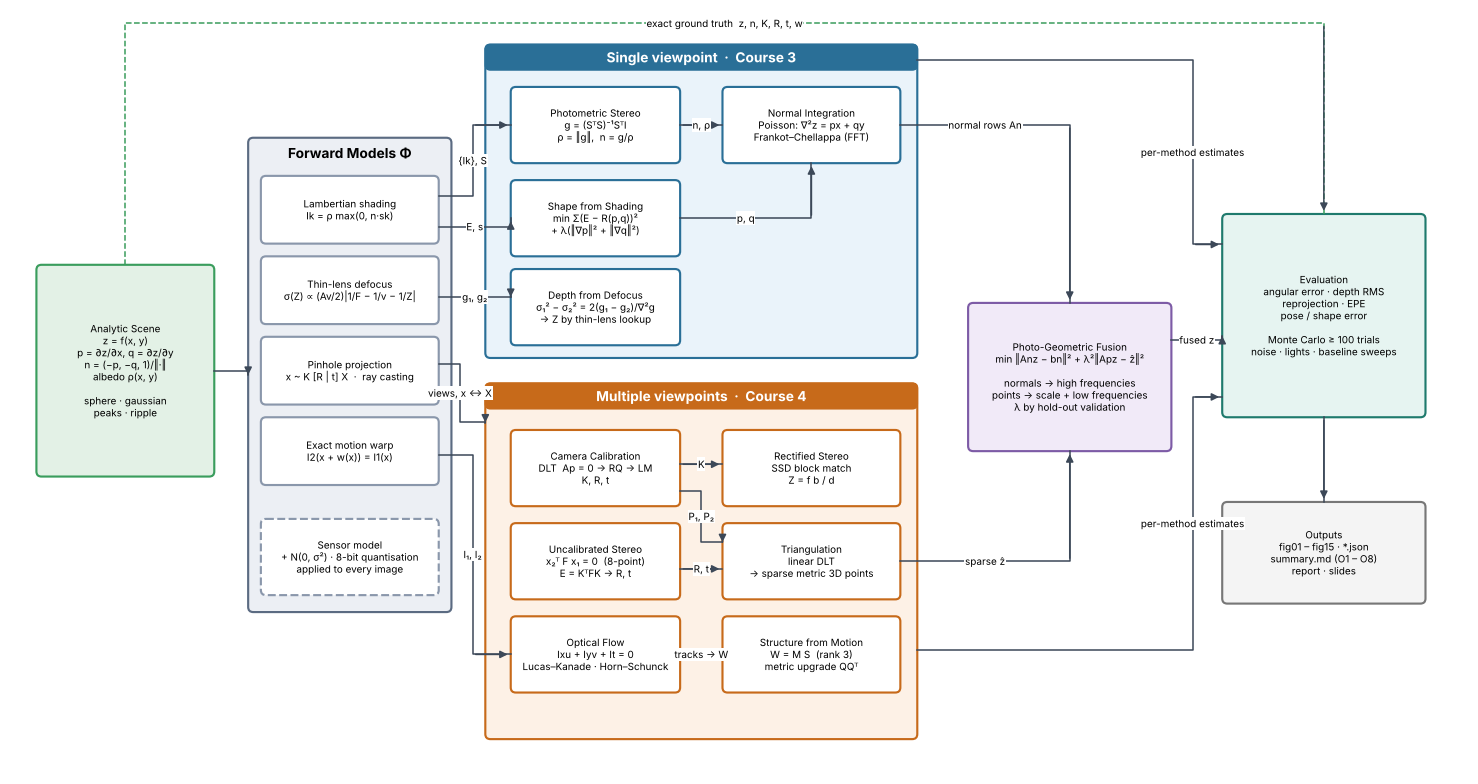 exact ground truth z, n, K, R, t, w
Single viewpoint · Course 3
Photometric Stereo
g = (SᵀS)⁻¹SᵀI
ρ = ‖g‖, n = g/ρ
n, ρ
Normal Integration
Poisson: ∇²z = px + qy
Frankot–Chellappa (FFT)
normal rows An
per-method estimates
Forward Models Φ
{Ik}, S
Lambertian shading
Ik = ρ max(0, n·sk)
E, s
Shape from Shading
min Σ(E − R(p,q))²
+ λ(‖∇p‖² + ‖∇q‖²)
p, q
Thin-lens defocus
σ(Z) ∝ (Av/2)|1/F − 1/v − 1/Z|
g₁, g₂
Depth from Defocus
σ₁² − σ₂² = 2(g₁ − g₂)/∇²g
→ Z by thin-lens lookup
Analytic Scene
z = f(x, y)
p = ∂z/∂x, q = ∂z/∂y
n = (−p, −q, 1)/‖·‖
albedo ρ(x, y)
sphere · gaussian
peaks · ripple
Pinhole projection
x ~ K [R | t] X · ray casting
views, x ↔ X
Exact motion warp
I2(x + w(x)) = I1(x)
Sensor model
+ N(0, σ²) · 8-bit quantisation
applied to every image
I₁, I₂
Multiple viewpoints · Course 4
Camera Calibration
DLT Ap = 0 → RQ → LM
K, R, t
K
Rectified Stereo
SSD block match
Z = f b / d
P₁, P₂
Uncalibrated Stereo
x₂ᵀ F x₁ = 0 (8-point)
E = KᵀFK → R, t
R, t
Triangulation
linear DLT
→ sparse metric 3D points
sparse ẑ
Optical Flow
Ixu + Iyv + It = 0
Lucas–Kanade · Horn–Schunck
tracks → W
Structure from Motion
W = M S (rank 3)
metric upgrade QQᵀ
Photo-Geometric Fusion
min ‖Anz − bn‖² + λ²‖Apz − ẑ‖²
normals → high frequencies
points → scale + low frequencies
λ by hold-out validation
fused z
Evaluation
angular error · depth RMS
reprojection · EPE
pose / shape error
Monte Carlo ≥ 100 trials
noise · lights · baseline sweeps
per-method estimates
Outputs
fig01 – fig15 · *.json
summary.md (O1 – O8)
report · slides